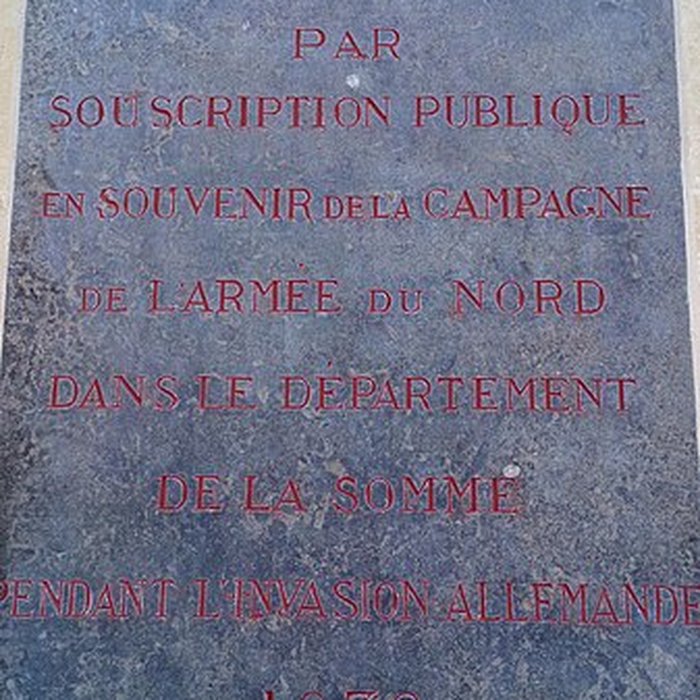 PAR
SOUSCRIPTION PUBLIQUE
EN SOUVENIR DE LA CAMPAGNE
DE L'ARMÉE DU NORD
DANS LE DÉPARTEMENT
DE LA SOMME
PENDANT L'INVASION ALLEMANDE